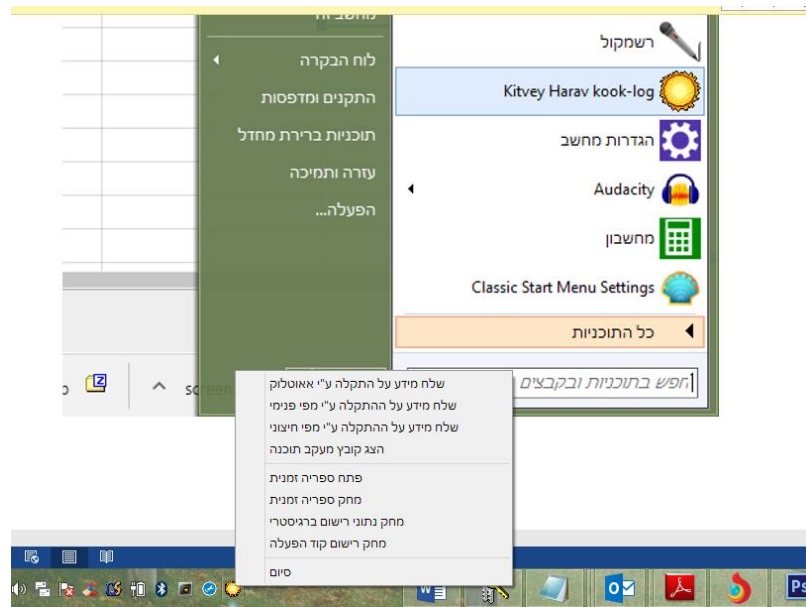 רשמקול
Kitvey Harav kook-log
הגדרות מחשב
Audacity
מחשבון
Classic Start Menu Settings
כל התוכניות
חפש בתוכניות ובקבצים
מחשב זה
לוח הבקרה
התקנים ומדפסות
תוכניות ברירת מחדל
עזרה ותמיכה
הפעלה...
שלח מידע על התקלה ע"י אאוטלוק
שלח מידע על ההתקלה ע"י מפי פנימי
שלח מידע על ההתקלה ע"י מפי חיצוני
הצג קובץ מעקב תוכנה
פתח ספריה זמנית
מחק ספריה זמנית
מחק נתוני רישום ברגיסטרי
מחק רישום קוד הפעלה
סיום